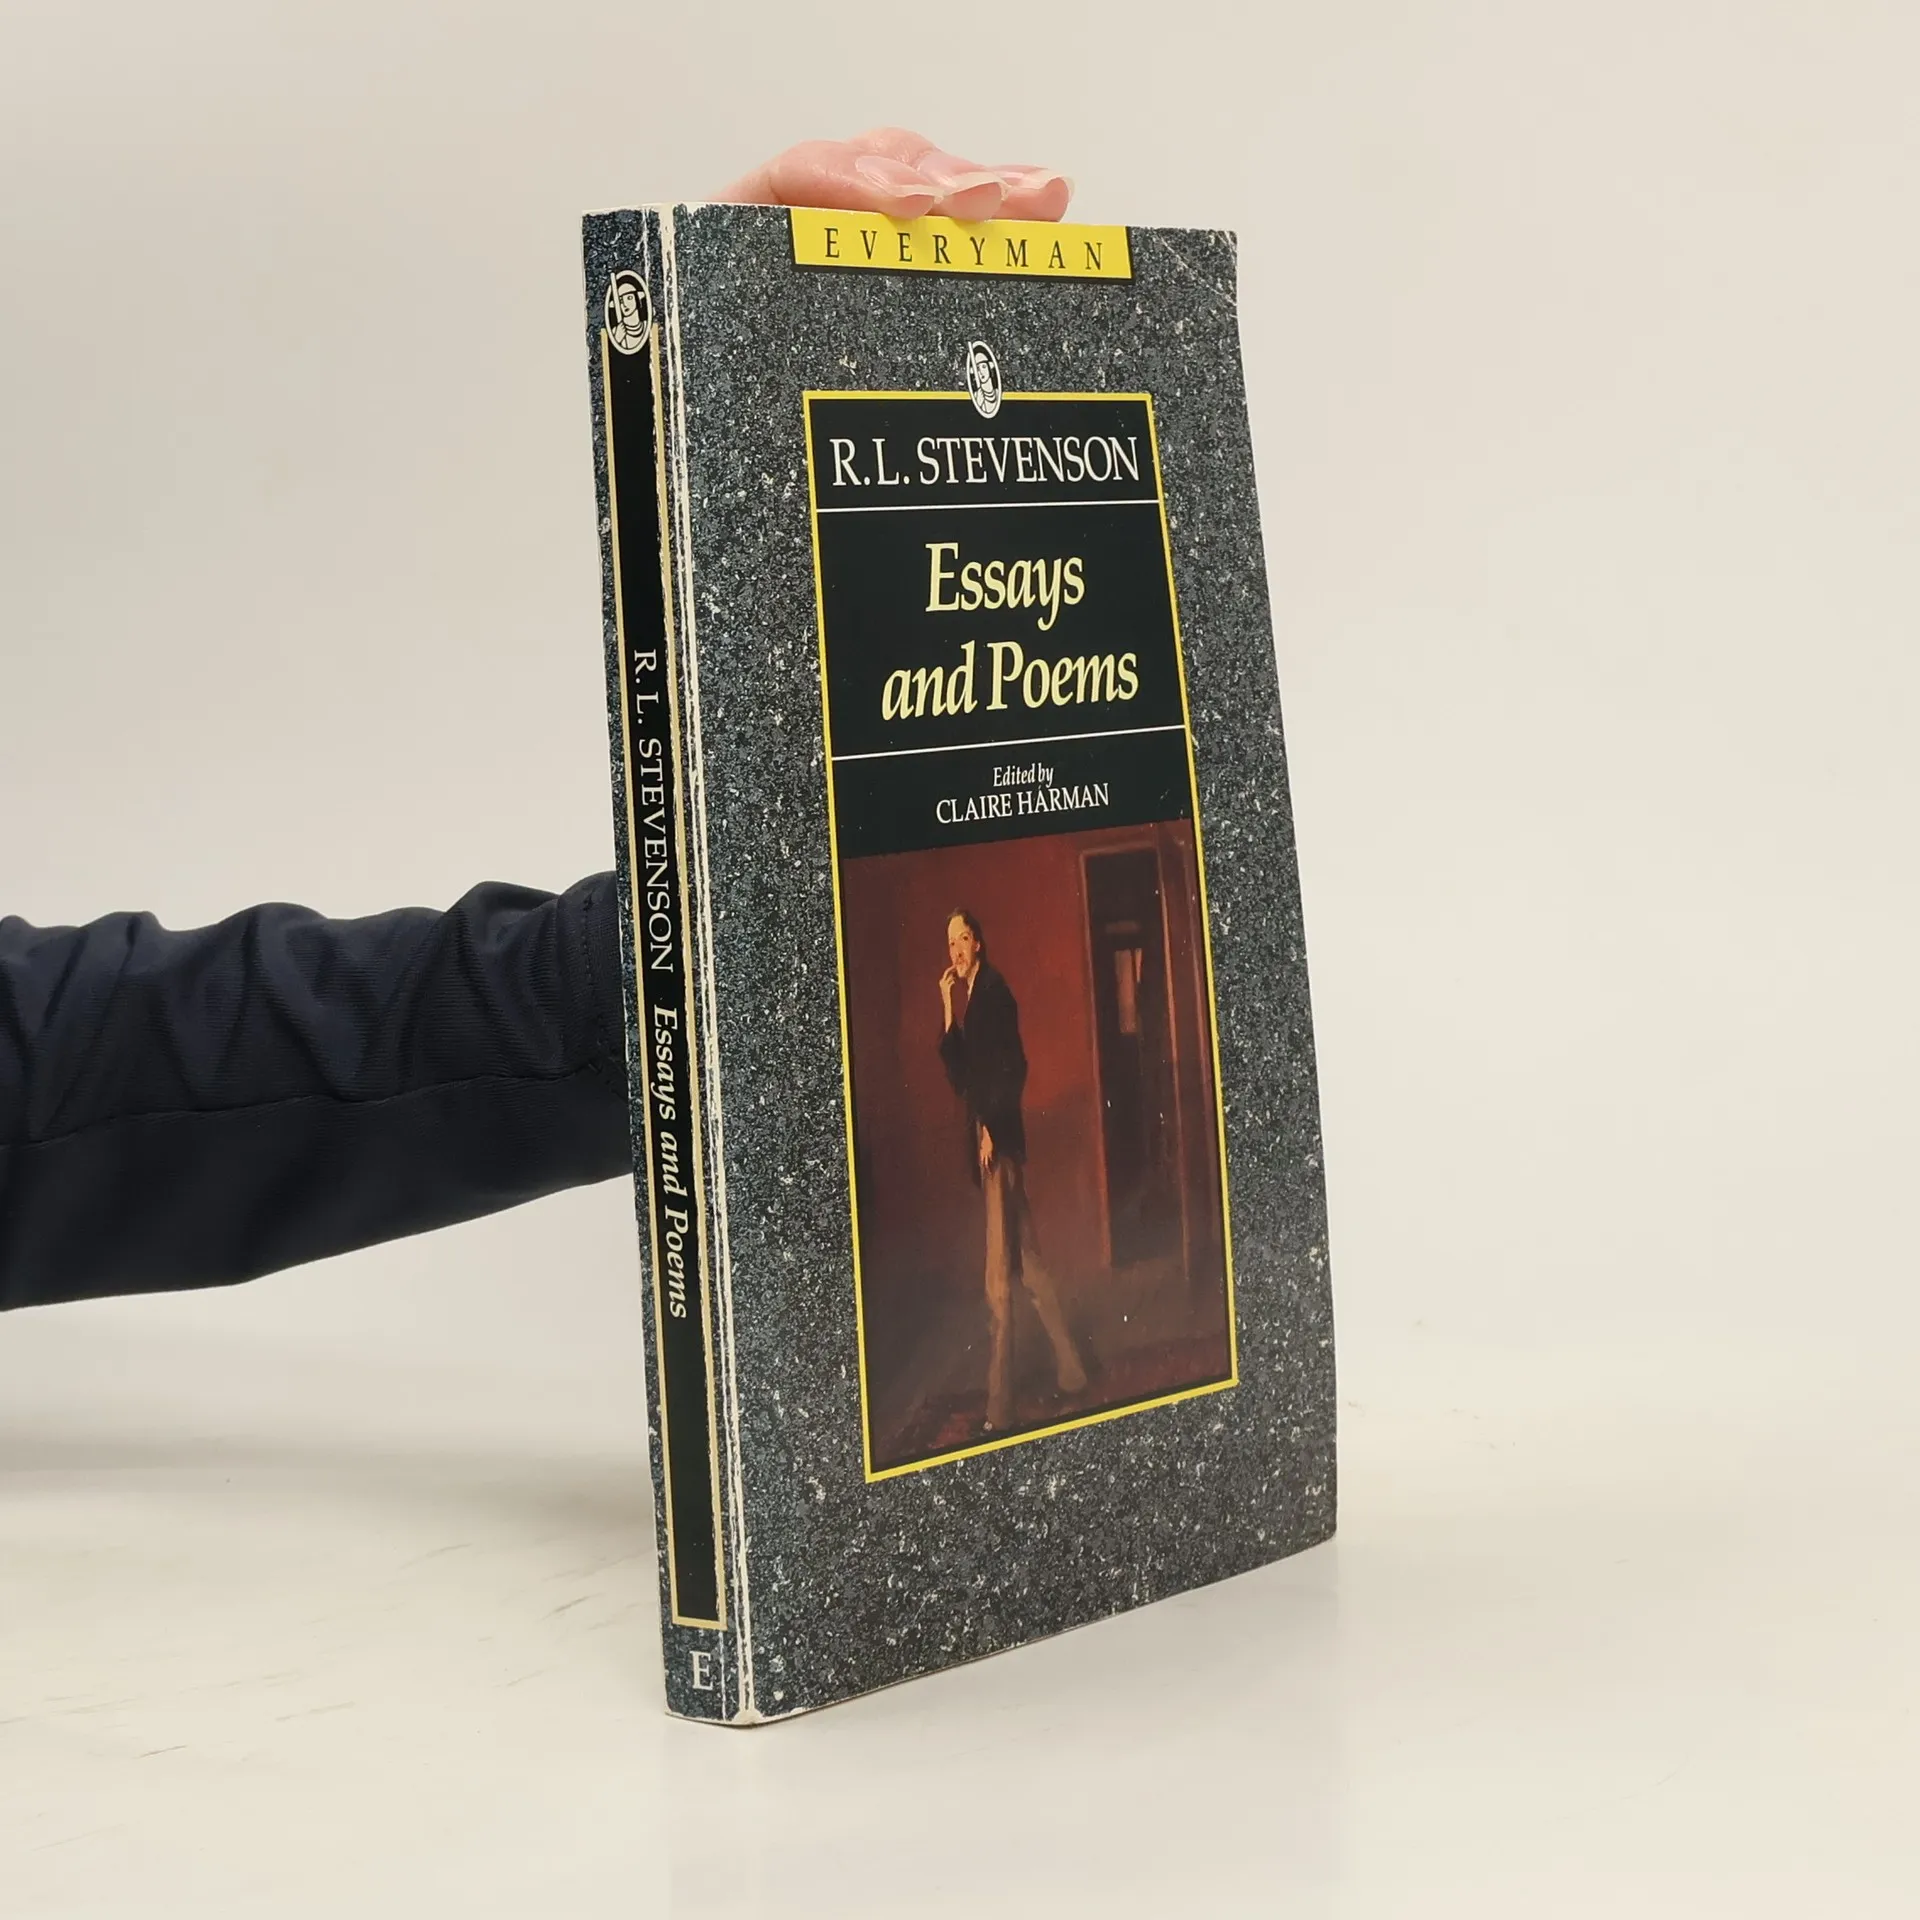 EVERYMAN
R.L. STEVENSON
Essays
and Poems
Edited by
CLAIRE HARMAN
R. L. STEVENSON Essays and Poems
E